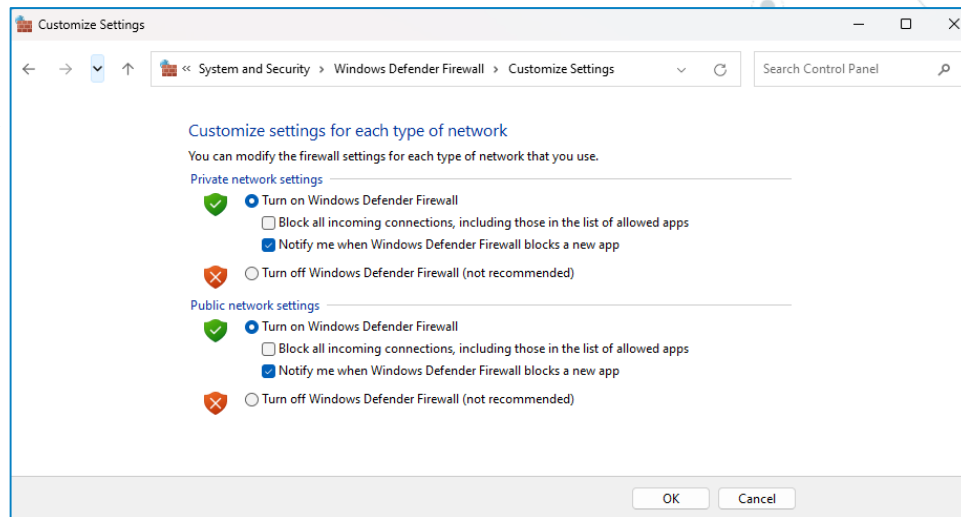 Customize Settings
« System and Security > Windows Defender Firewall > Customize Settings
Search Control Panel
Customize settings for each type of network
You can modify the firewall settings for each type of network that you use.
Private network settings
Turn on Windows Defender Firewall
Block all incoming connections, including those in the list of allowed apps
Notify me when Windows Defender Firewall blocks a new app
Turn off Windows Defender Firewall (not recommended)
Public network settings
Turn on Windows Defender Firewall
Block all incoming connections, including those in the list of allowed apps
Notify me when Windows Defender Firewall blocks a new app
Turn off Windows Defender Firewall (not recommended)
OK Cancel